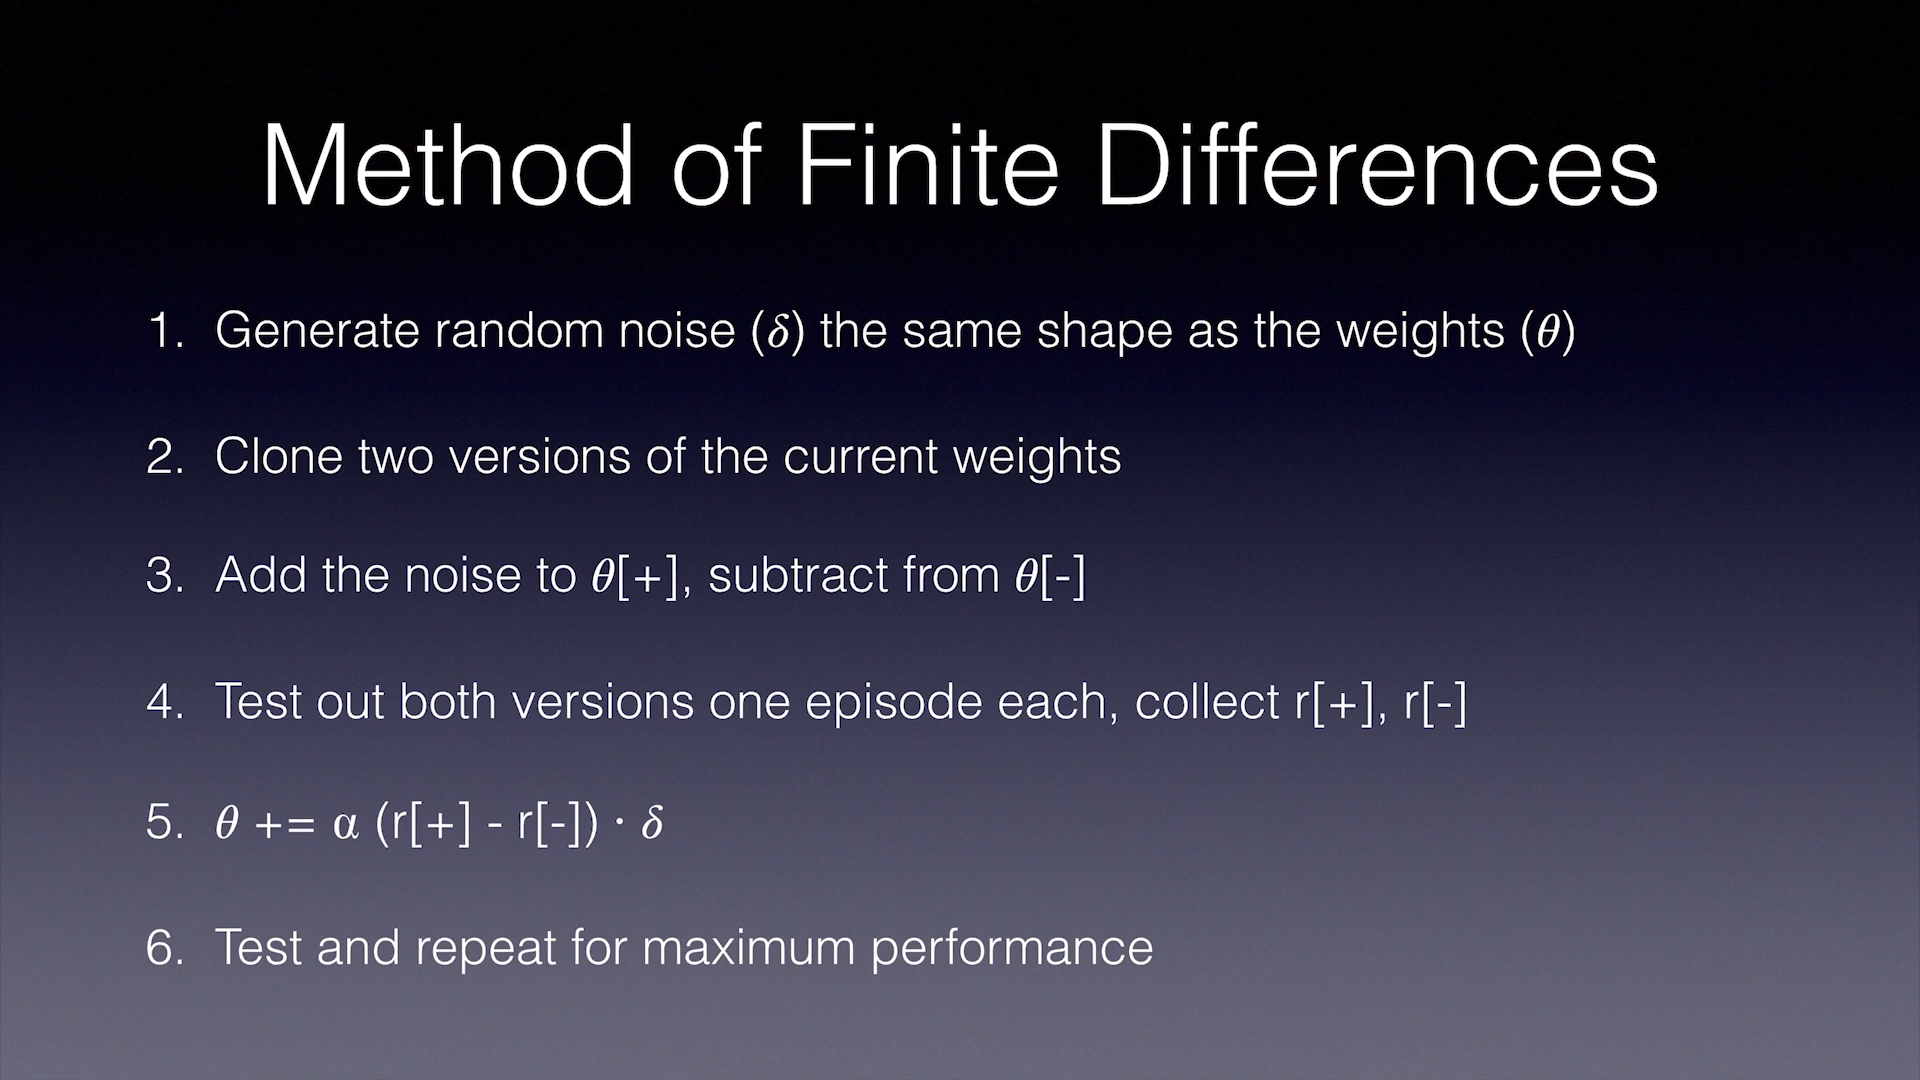 Method of Finite Differences
1. Generate random noise (δ) the same shape as the weights (θ)
2. Clone two versions of the current weights
3. Add the noise to θ[+], subtract from θ[-]
4. Test out both versions one episode each, collect r[+], r[-]
5. θ += α (r[+] - r[-]) · δ
6. Test and repeat for maximum performance